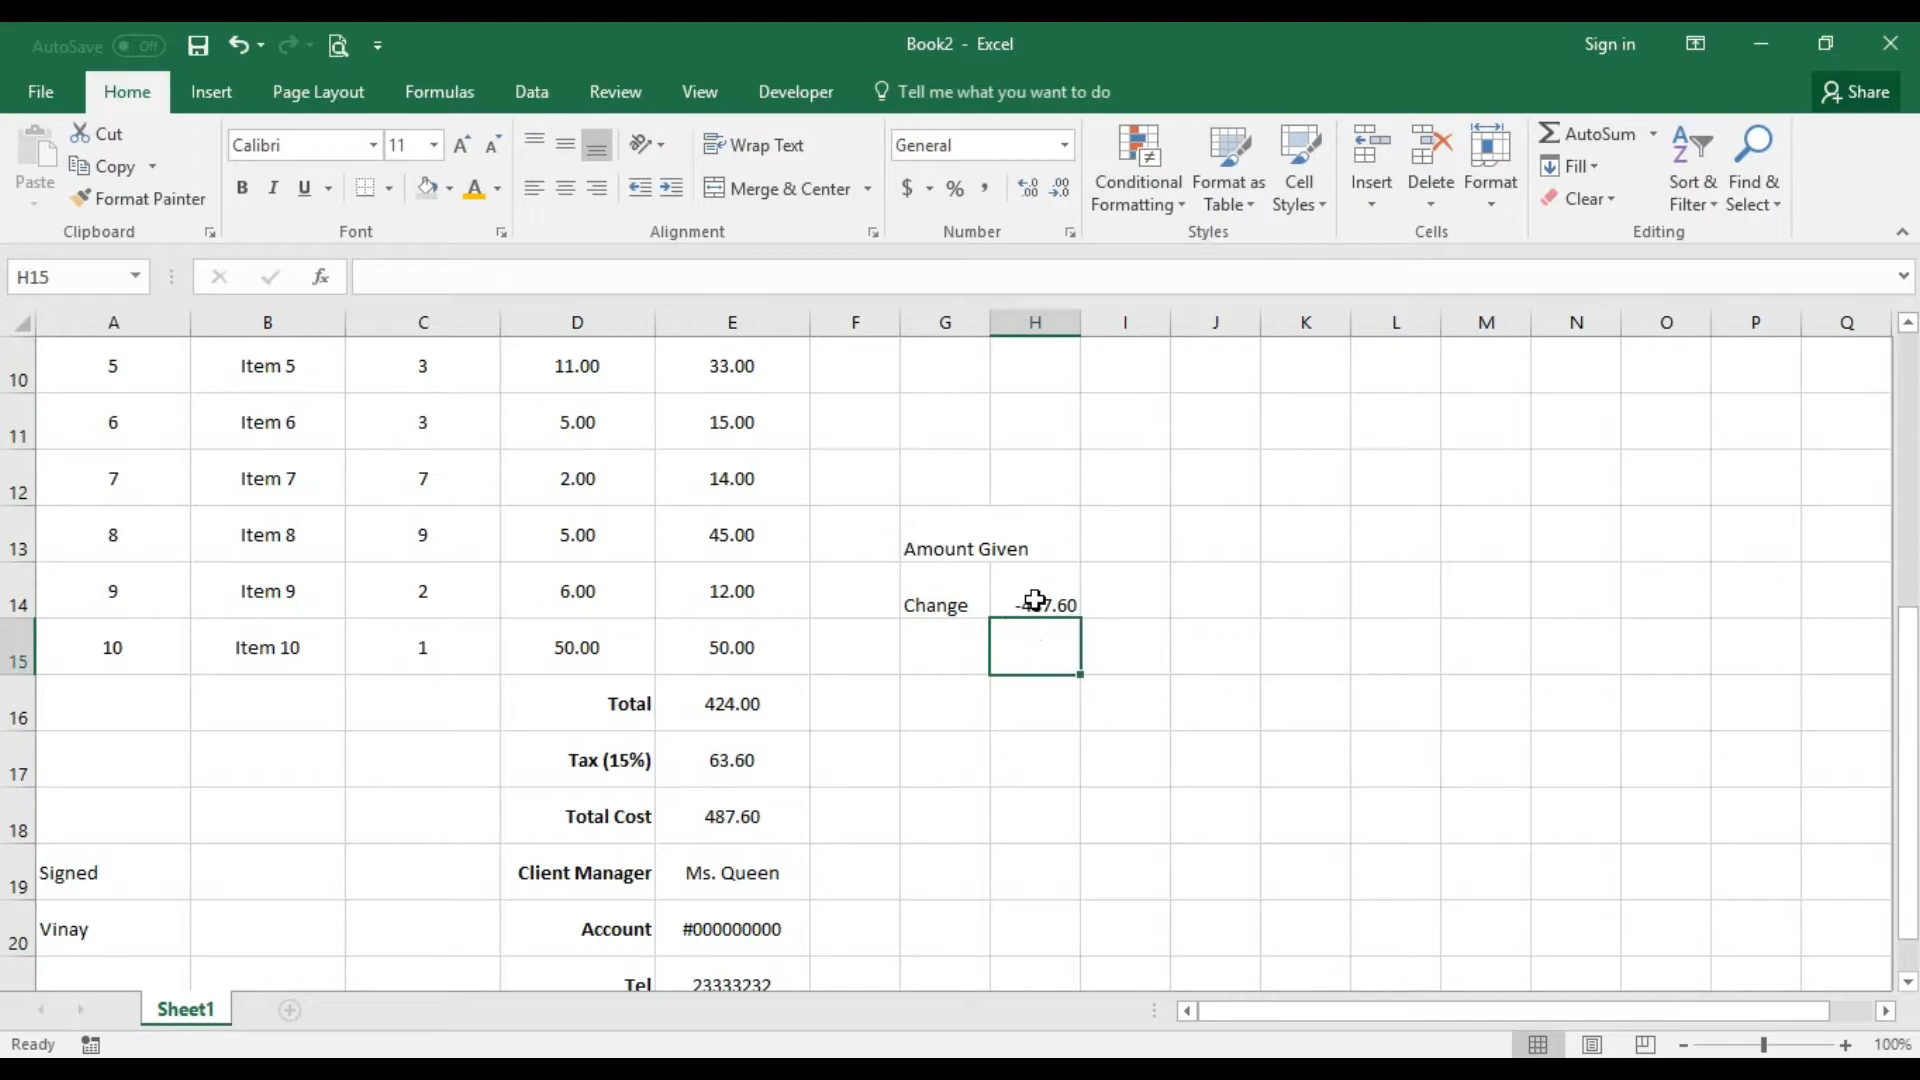 AutoSave Off
Book2 - Excel
Sign in
File Home Insert Page Layout Formulas Data Review View Developer Tell me what you want to do Share
Paste
Cut
Copy
Format Painter
Clipboard
Calibri 11
B I U
Font
Wrap Text
Merge & Center
Alignment
General
$ % ,
Number
Conditional Formatting
Format as Table
Cell Styles
Styles
Insert Delete Format
Cells
AutoSum
Fill
Clear
Sort & Filter
Find & Select
Editing
H15 fx
A B C D E F G H I J K L M N O P Q
10 5 Item 5 3 11.00 33.00
11 6 Item 6 3 5.00 15.00
12 7 Item 7 7 2.00 14.00
13 8 Item 8 9 5.00 45.00 Amount Given
14 9 Item 9 2 6.00 12.00 Change
15 10 Item 10 1 50.00 50.00
16 Total 424.00
17 Tax (15%) 63.60
18 Total Cost 487.60
19 Signed Client Manager Ms. Queen
20 Vinay Account #000000000
Tel 23333232
Sheet1
Ready
100%